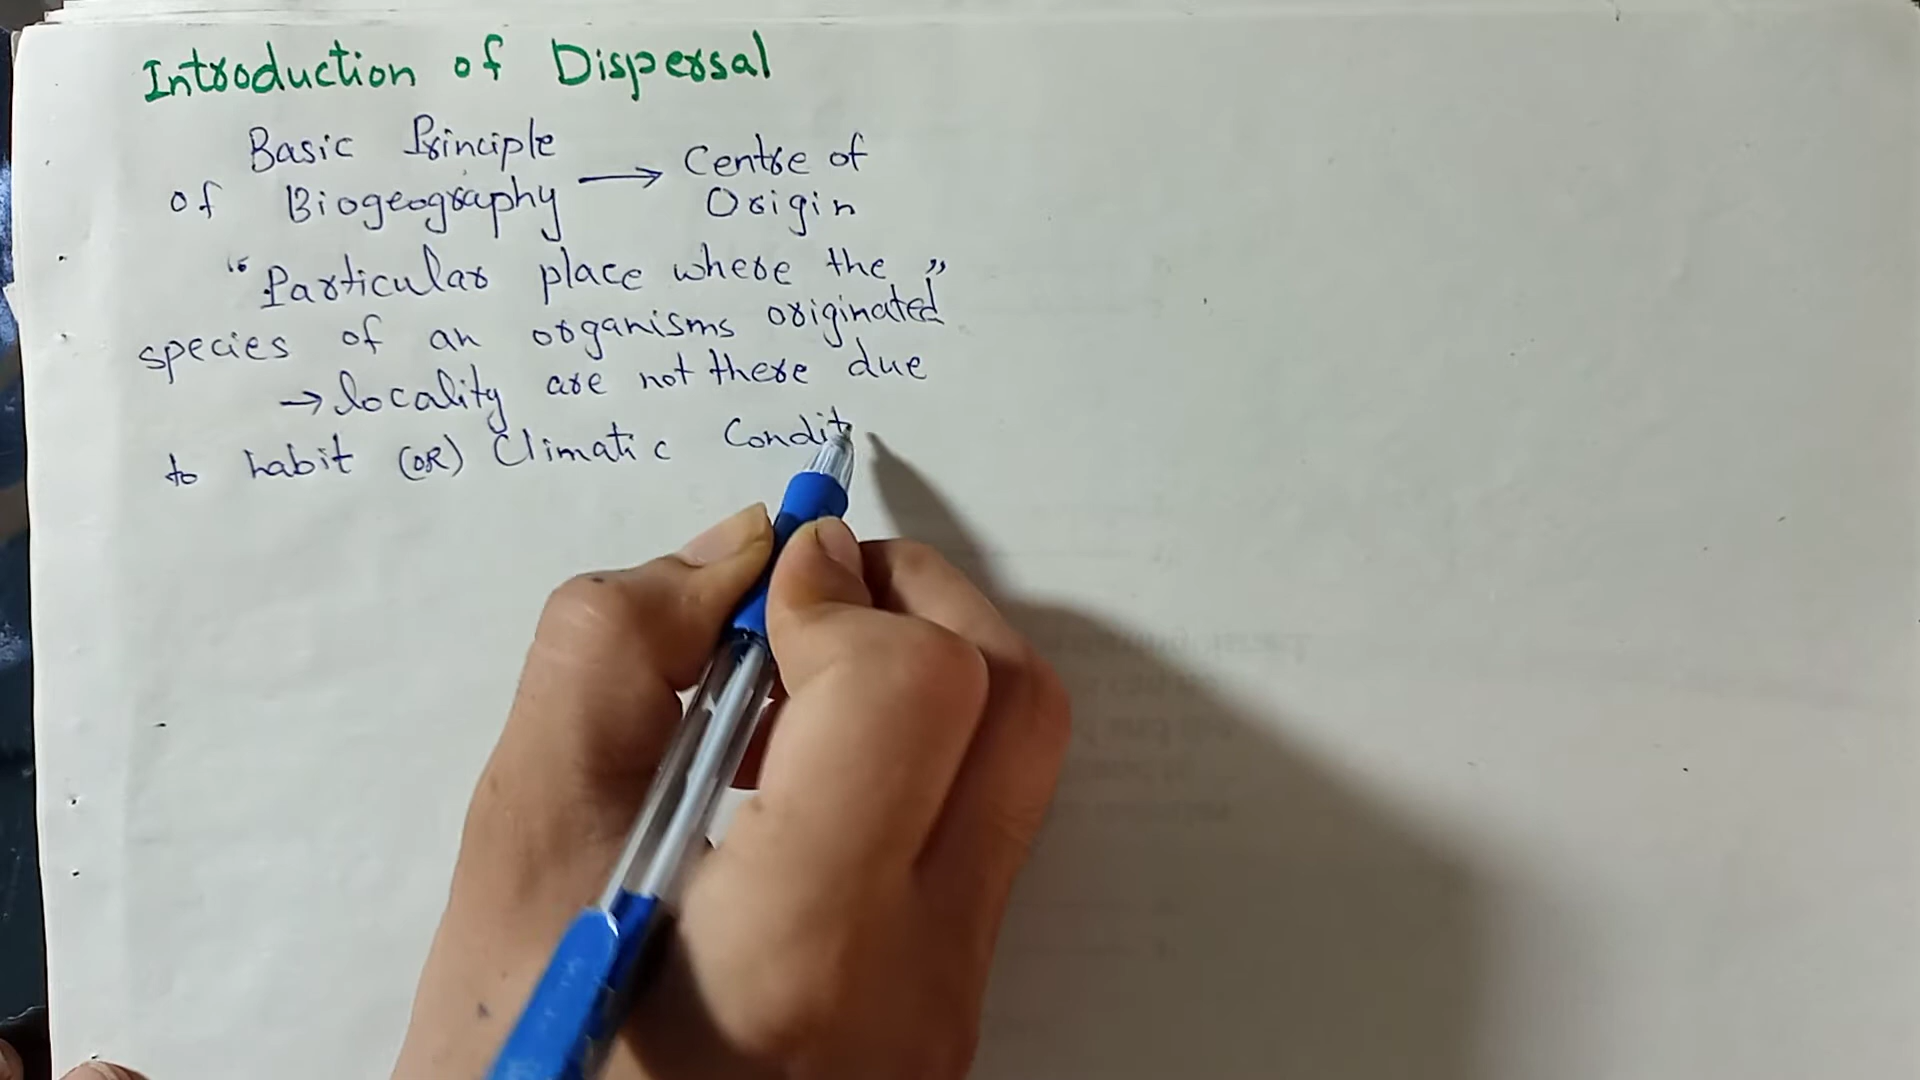 Introduction of Dispersal
Basic Principle
of Biogeography → Centre of
Origin
"Particular place where the"
species of an organisms originated
→ locality are not there due
to habit (OR) Climatic Condit